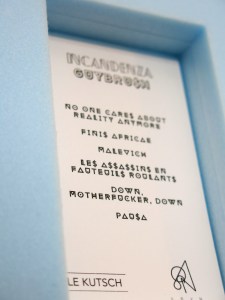 INCANDENZA
GUYBRUSH
NO ONE CARES ABOUT
REALITY ANYMORE
FINIS AFRICAE
MALEVICH
LES ASSASSINS EN
FAUTEUILS ROULANTS
DOWN,
MOTHERFUCKER, DOWN
PAUSA
LE KUTSCH